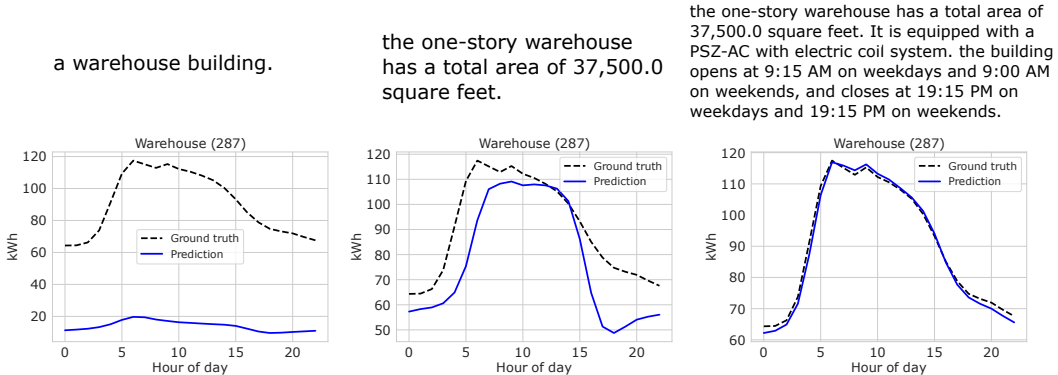 a warehouse building.
the one-story warehouse
has a total area of 37,500.0
square feet.
the one-story warehouse has a total area of
37,500.0 square feet. It is equipped with a
PSZ-AC with electric coil system. the building
opens at 9:15 AM on weekdays and 9:00 AM
on weekends, and closes at 19:15 PM on
weekdays and 19:15 PM on weekends.
Warehouse (287)
120
100
80
60
40
20
kWh
Ground truth
Prediction
0 5 10 15 20
Hour of day
Warehouse (287)
120
110
100
90
80
70
60
50
kWh
Ground truth
Prediction
0 5 10 15 20
Hour of day
Warehouse (287)
120
110
100
90
80
70
60
kWh
Ground truth
Prediction
0 5 10 15 20
Hour of day